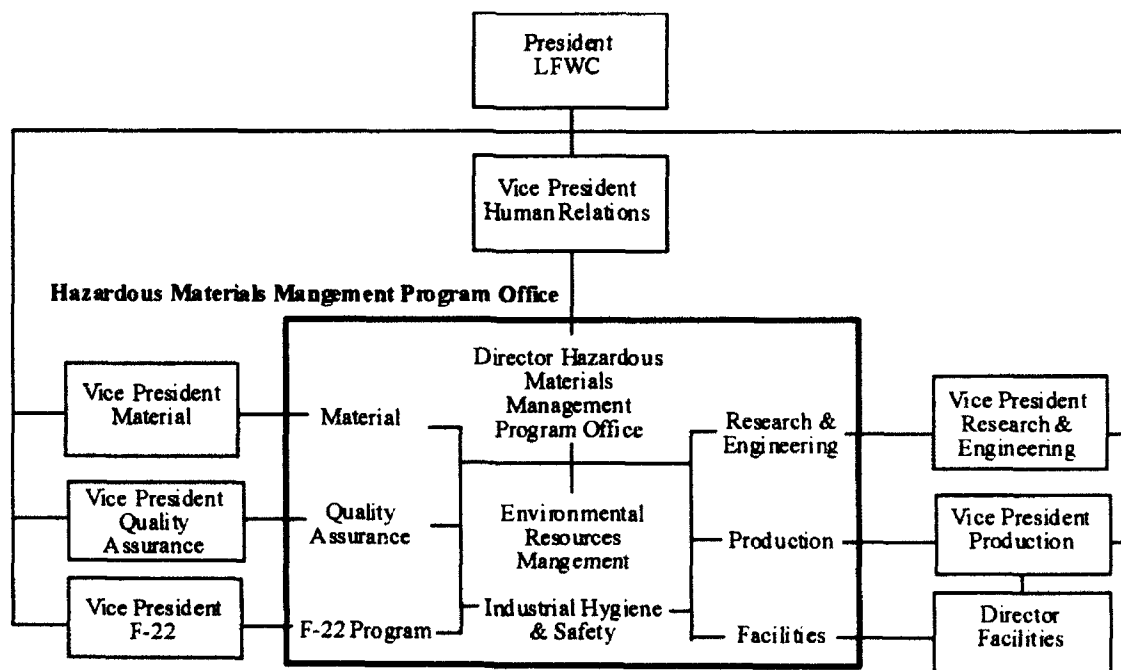 President
LFWC
Vice President
Human Relations
Hazardous Materials Mangement Program Office
Director Hazardous
Materials
Management
Program Office
Vice President
Material
Material
Research &
Engineering
Vice President
Research &
Engineering
Vice President
Quality
Assurance
Quality
Assurance
Environmental
Resources
Mangement
Production
Vice President
Production
Vice President
F-22
F-22 Program
Industrial Hygiene
& Safety
Facilities
Director
Facilities